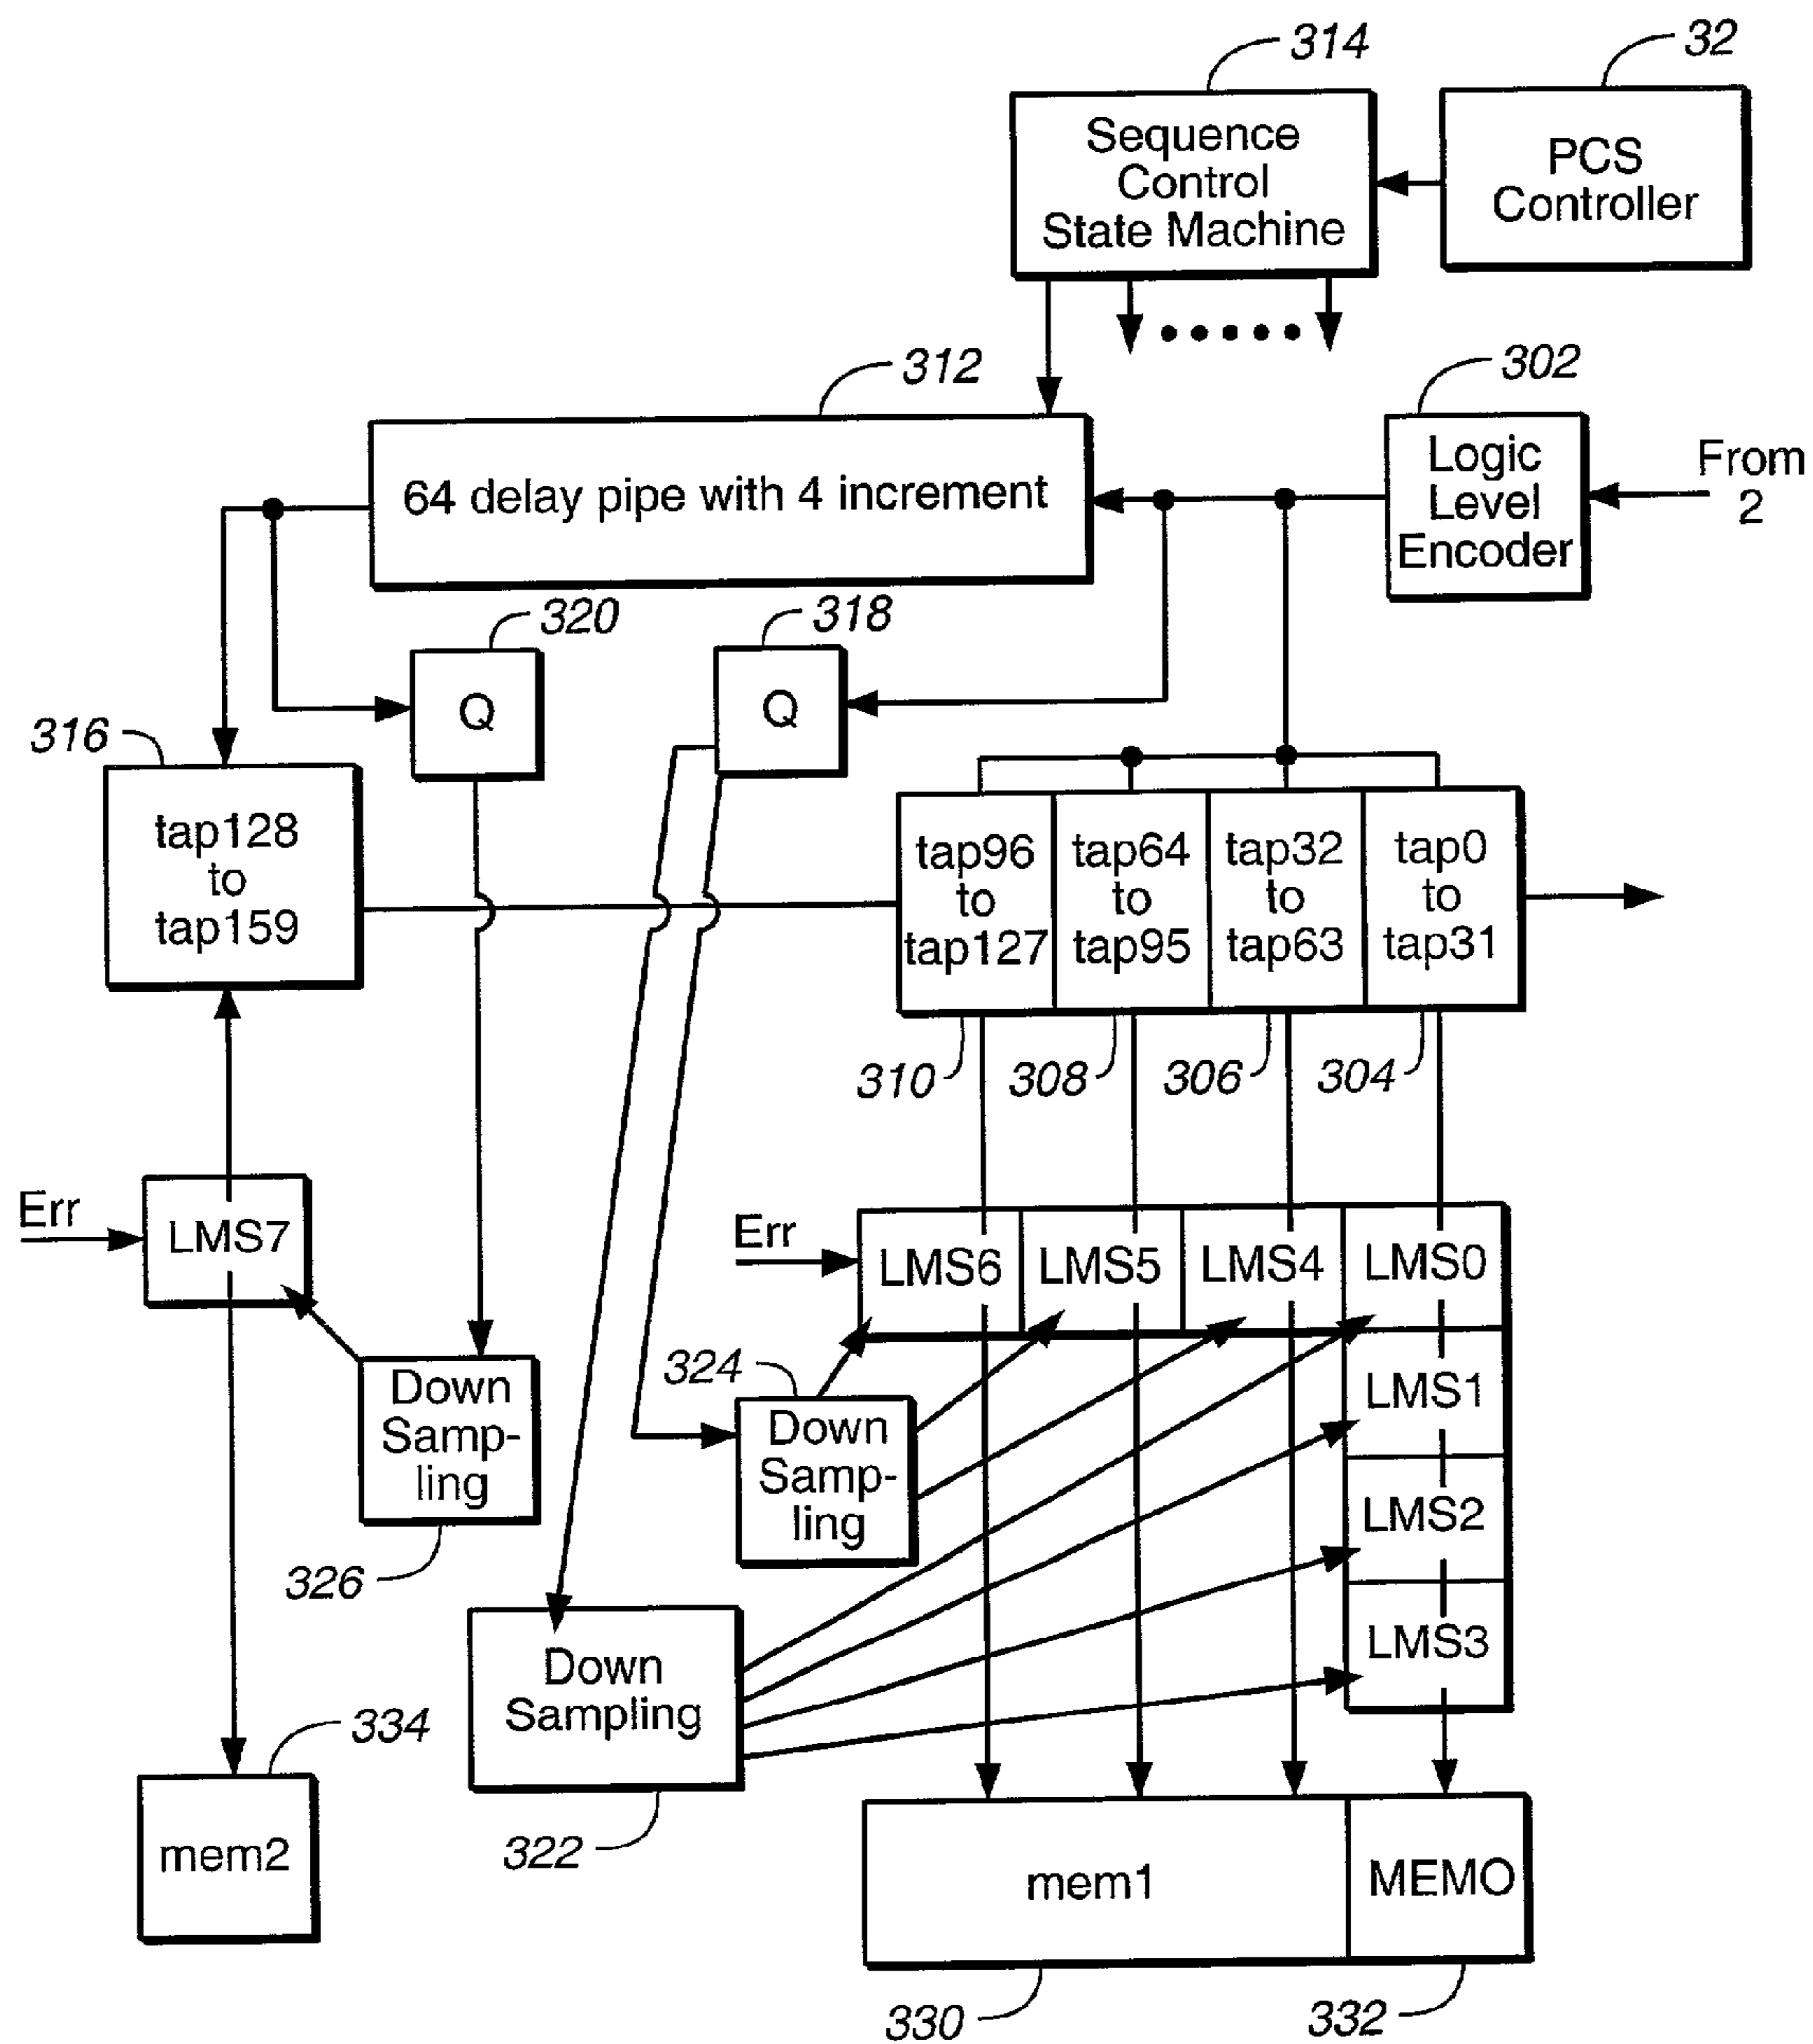 314
32
Sequence
Control
State Machine
PCS
Controller
312
302
64 delay pipe with 4 increment
Logic
Level
Encoder
From
2
320
318
Q
Q
316
tap128
to
tap159
tap96
to
tap127
tap64
to
tap95
tap32
to
tap63
tap0
to
tap31
310
308
306
304
Err
LMS7
Err
LMS6
LMS5
LMS4
LMS0
LMS1
LMS2
LMS3
324
Down
Samp-
ling
Down
Samp-
ling
326
Down
Sampling
322
334
mem2
mem1
MEMO
330
332